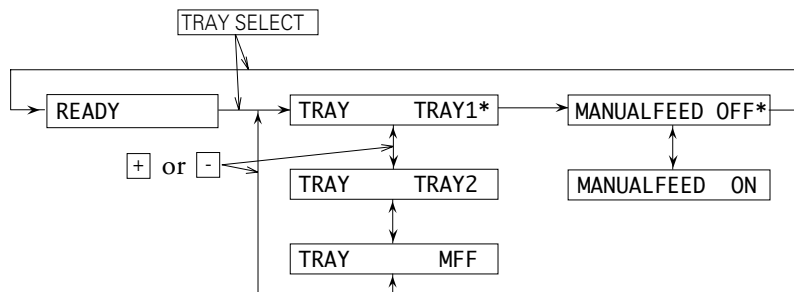 TRAY SELECT
READY
TRAY TRAY1*
MANUALFEED OFF*
+ or -
TRAY TRAY2
MANUALFEED ON
TRAY MFF